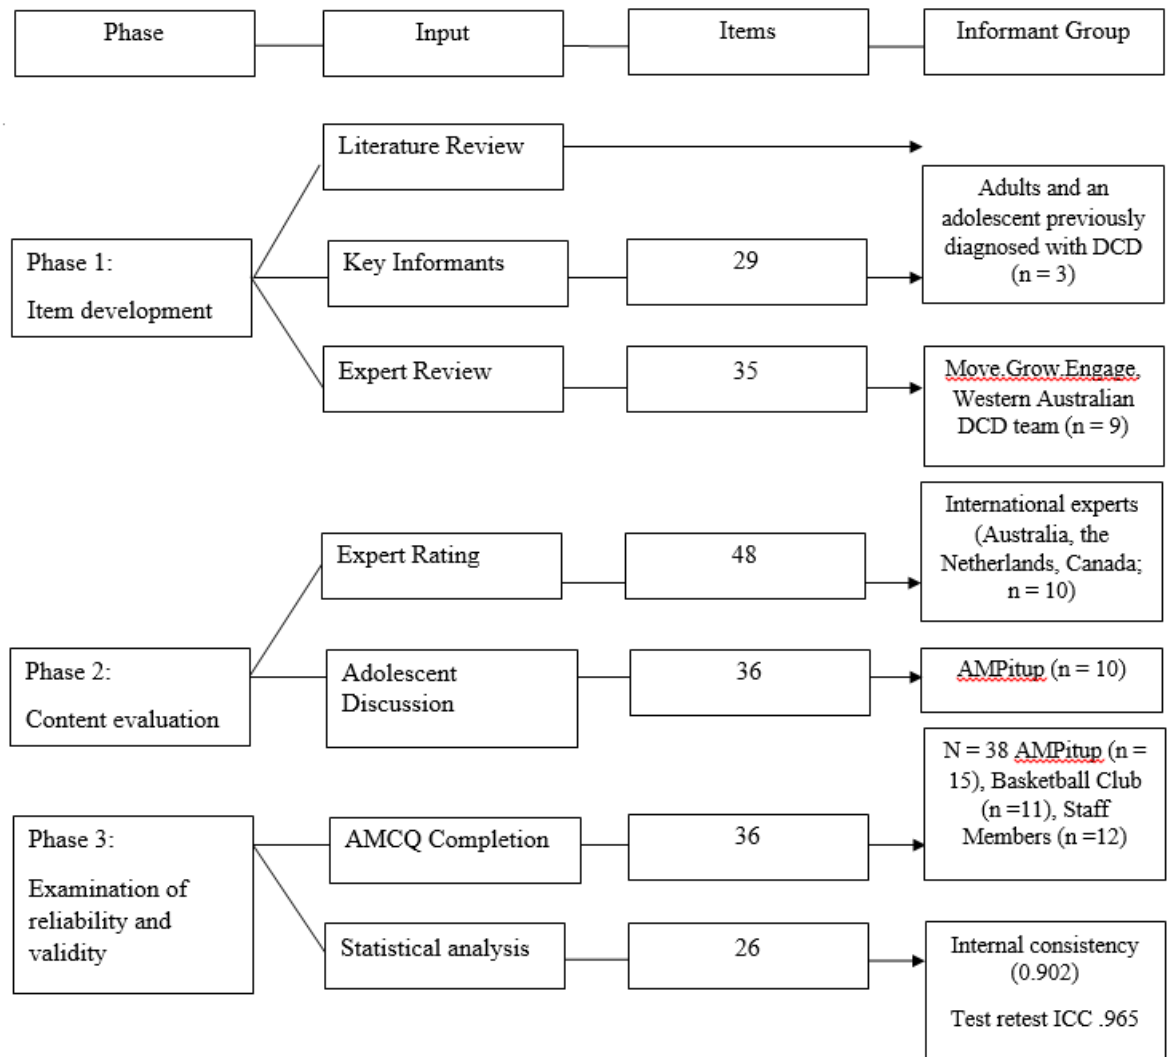 Phase
Input
Items
Informant Group
Literature Review
Phase 1:
Item development
Key Informants
29
Adults and an
adolescent previously
diagnosed with DCD
(n = 3)
Expert Review
35
Move.Grow.Engage,
Western Australian
DCD team (n = 9)
Phase 2:
Content evaluation
Expert Rating
48
International experts
(Australia, the
Netherlands, Canada;
n = 10)
Adolescent
Discussion
36
AMPitup (n = 10)
Phase 3:
Examination of
reliability and
validity
AMCQ Completion
36
N = 38 AMPitup (n =
15), Basketball Club
(n =11), Staff
Members (n =12)
Statistical analysis
26
Internal consistency
(0.902)
Test retest ICC .965